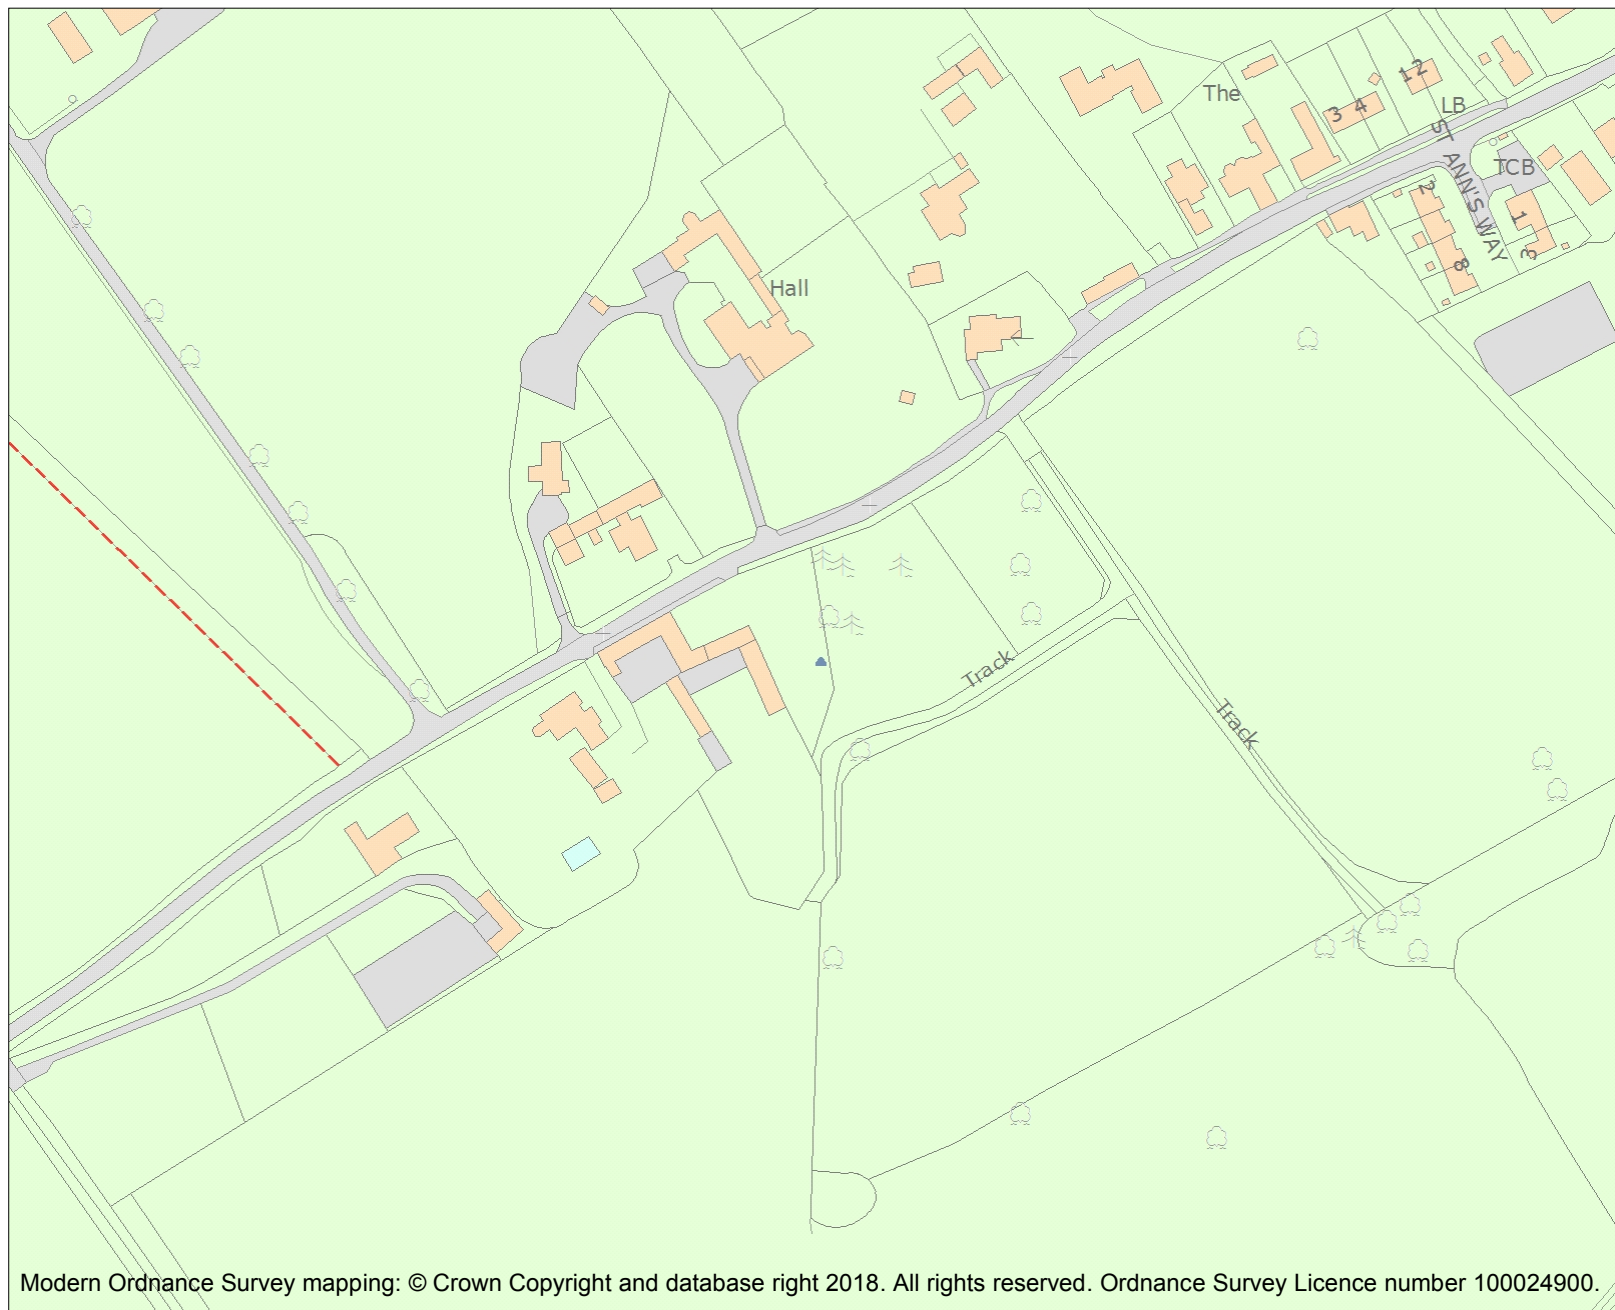 The
1 2
3 4
LB
ST ANN'S WAY
TCB
2
1
3
8
Hall
Track
Track
Modern Ordnance Survey mapping: © Crown Copyright and database right 2018. All rights reserved. Ordnance Survey Licence number 100024900.